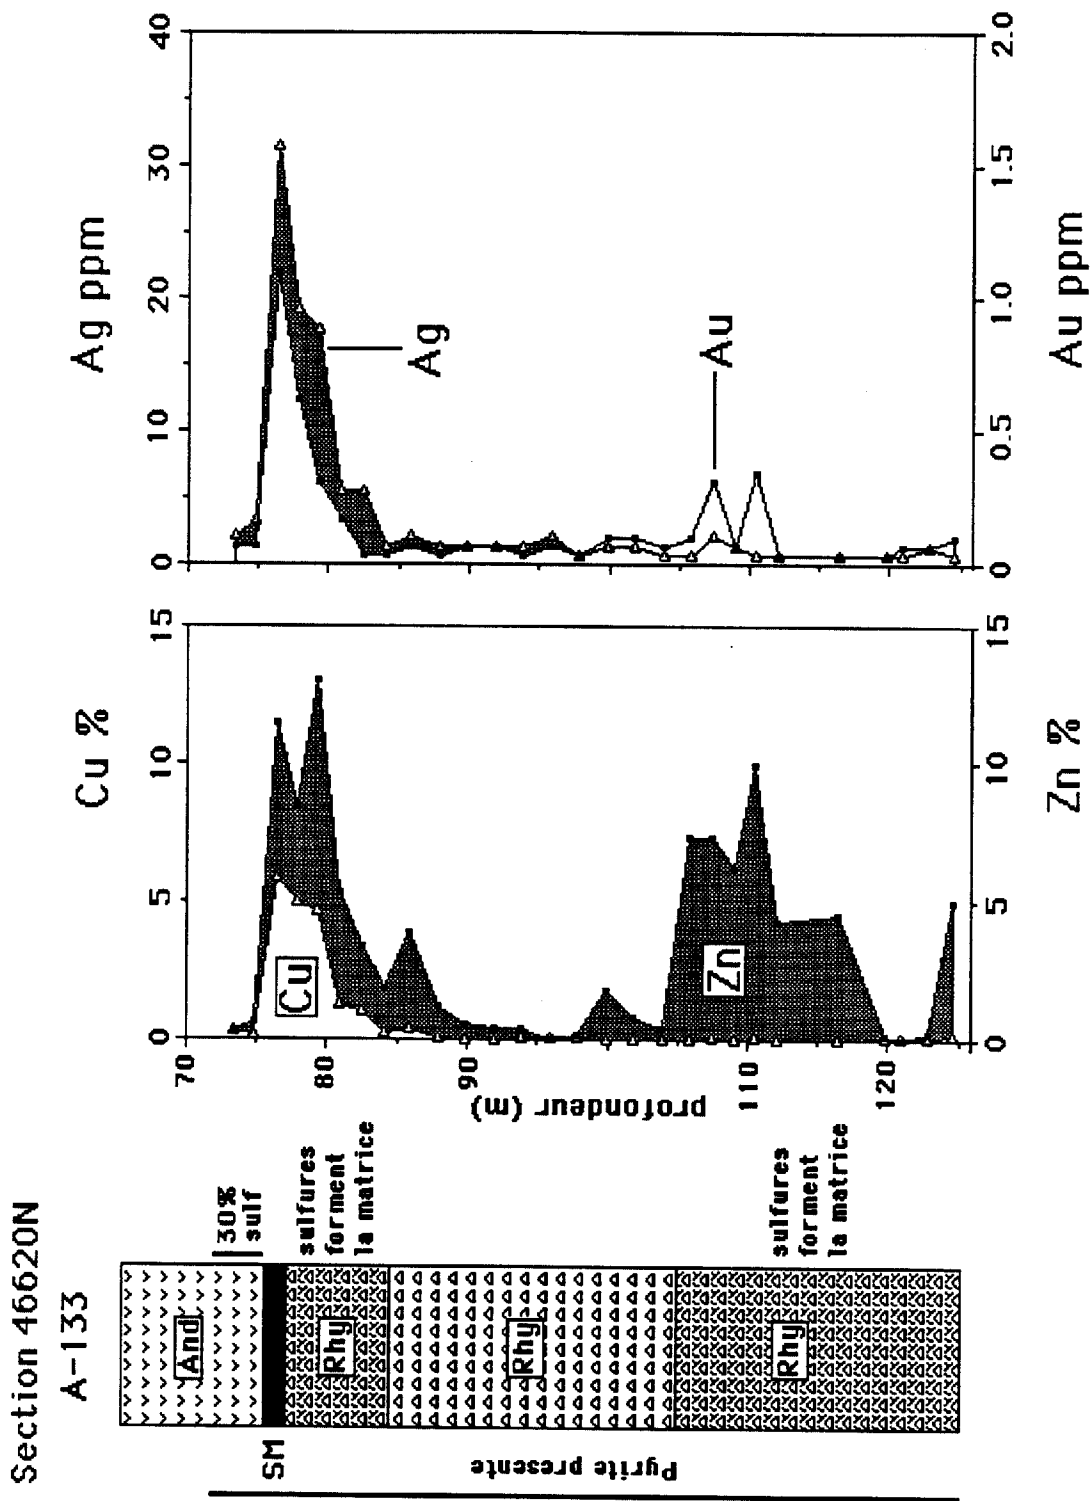 Section 46620N
A-133
SM
Pyrite presente
And
Rhy
Rhy
Rhy
30%
sulf
sulfures
forment
la matrice
sulfures
forment
la matrice
profondeur (m)
70
80
90
110
120
Cu %
0
5
10
15
Cu
Zn
0
5
10
15
Zn %
Ag ppm
0
10
20
30
40
Ag
Au
0
0.5
1.0
1.5
2.0
Au ppm